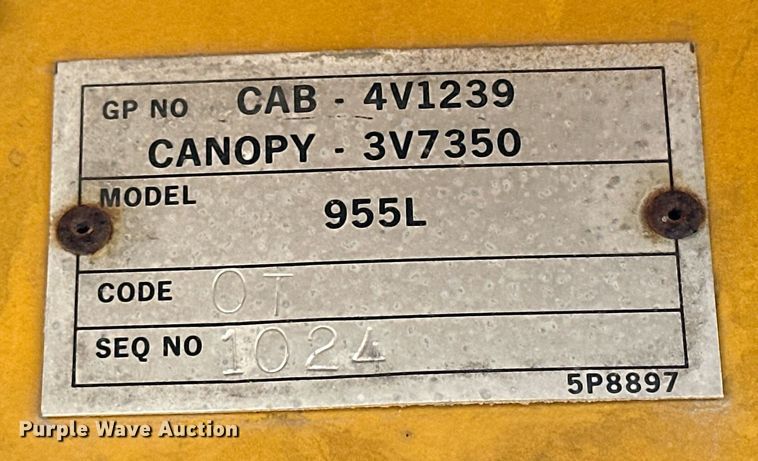 GP NO CAB - 4V1239
CANOPY - 3V7350
MODEL 955L
CODE OT
SEQ NO 1024
5P8897
Purple Wave Auction